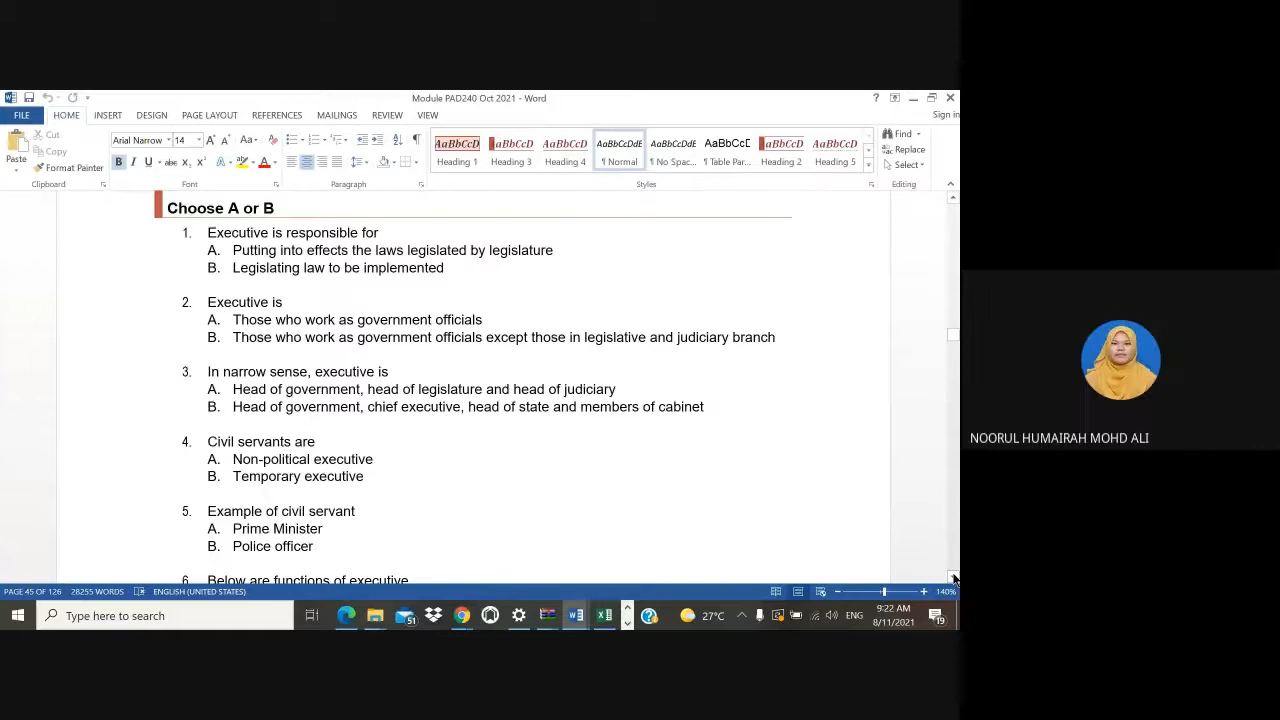 Module PAD240 Oct 2021 - Word
Sign in
FILE HOME INSERT DESIGN PAGE LAYOUT REFERENCES MAILINGS REVIEW VIEW
Paste
Cut
Copy
Format Painter
Clipboard
Arial Narrow 14
Font
Paragraph
AaBbCcD AaBbCcD AaBbCcD AaBbCcDdE AaBbCcDdE AaBbCcD AaBbCcD AaBbCcD
Heading 1 Heading 3 Heading 4 ¶ Normal ¶ No Spac... ¶ Table Par... Heading 2 Heading 5
Styles
Find
Replace
Select
Editing
Choose A or B
1. Executive is responsible for
A. Putting into effects the laws legislated by legislature
B. Legislating law to be implemented
2. Executive is
A. Those who work as government officials
B. Those who work as government officials except those in legislative and judiciary branch
3. In narrow sense, executive is
A. Head of government, head of legislature and head of judiciary
B. Head of government, chief executive, head of state and members of cabinet
4. Civil servants are
A. Non-political executive
B. Temporary executive
5. Example of civil servant
A. Prime Minister
B. Police officer
6. Below are functions of executive
PAGE 45 OF 126 28255 WORDS ENGLISH (UNITED STATES) 140%
Type here to search
51
27°C
ENG
9:22 AM
8/11/2021
19
NOORUL HUMAIRAH MOHD ALI